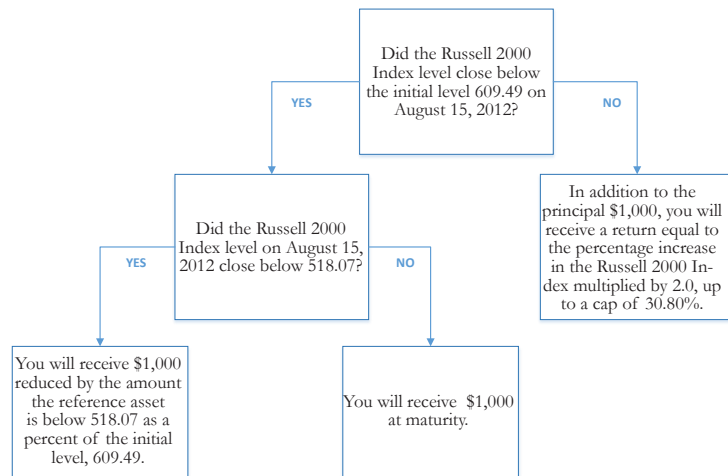 Did the Russell 2000
Index level close below
the initial level 609.49 on
August 15, 2012?
YES
NO
Did the Russell 2000
Index level on August 15,
2012 close below 518.07?
In addition to the
principal $1,000, you will
receive a return equal to
the percentage increase
in the Russell 2000 In-
dex multiplied by 2.0, up
to a cap of 30.80%.
YES
NO
You will receive $1,000
reduced by the amount
the reference asset
is below 518.07 as a
percent of the initial
level, 609.49.
You will receive $1,000
at maturity.